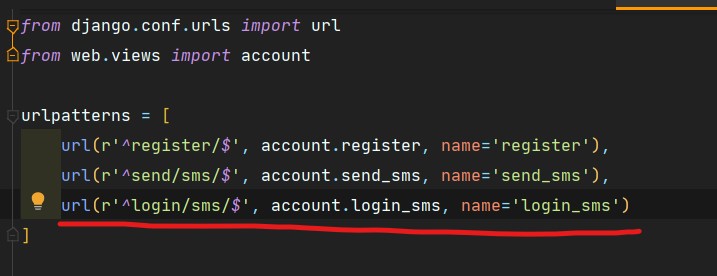 from django.conf.urls import url
from web.views import account
urlpatterns = [
url(r'^register/$', account.register, name='register'),
url(r'^send/sms/$', account.send_sms, name='send_sms'),
url(r'^login/sms/$', account.login_sms, name='login_sms')
]